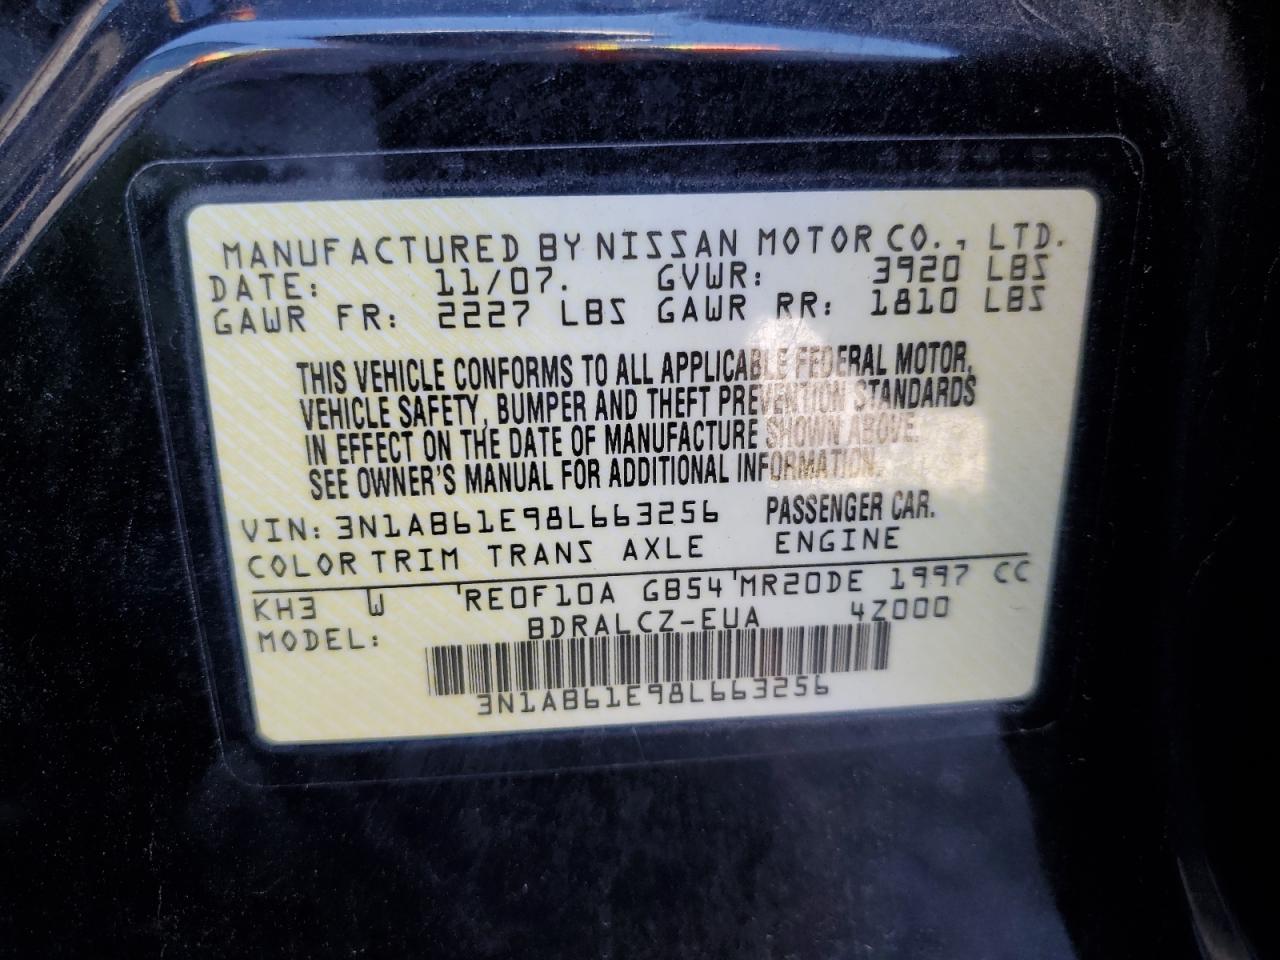 MANUFACTURED BY NISSAN MOTOR CO., LTD.
DATE: 11/07. GVWR: 3920 LBS
GAWR FR: 2227 LBS GAWR RR: 1810 LBS
THIS VEHICLE CONFORMS TO ALL APPLICABLE FEDERAL MOTOR,
VEHICLE SAFETY, BUMPER AND THEFT PREVENTION STANDARDS
IN EFFECT ON THE DATE OF MANUFACTURE SHOWN ABOVE.
SEE OWNER'S MANUAL FOR ADDITIONAL INFORMATION.
VIN: 3N1AB61E98L663256 PASSENGER CAR.
COLOR TRIM TRANS AXLE ENGINE
KH3 W RE0F10A GB54 MR20DE 1997 CC
MODEL: BDRALCZ-EUA 4Z000
3N1AB61E98L663256